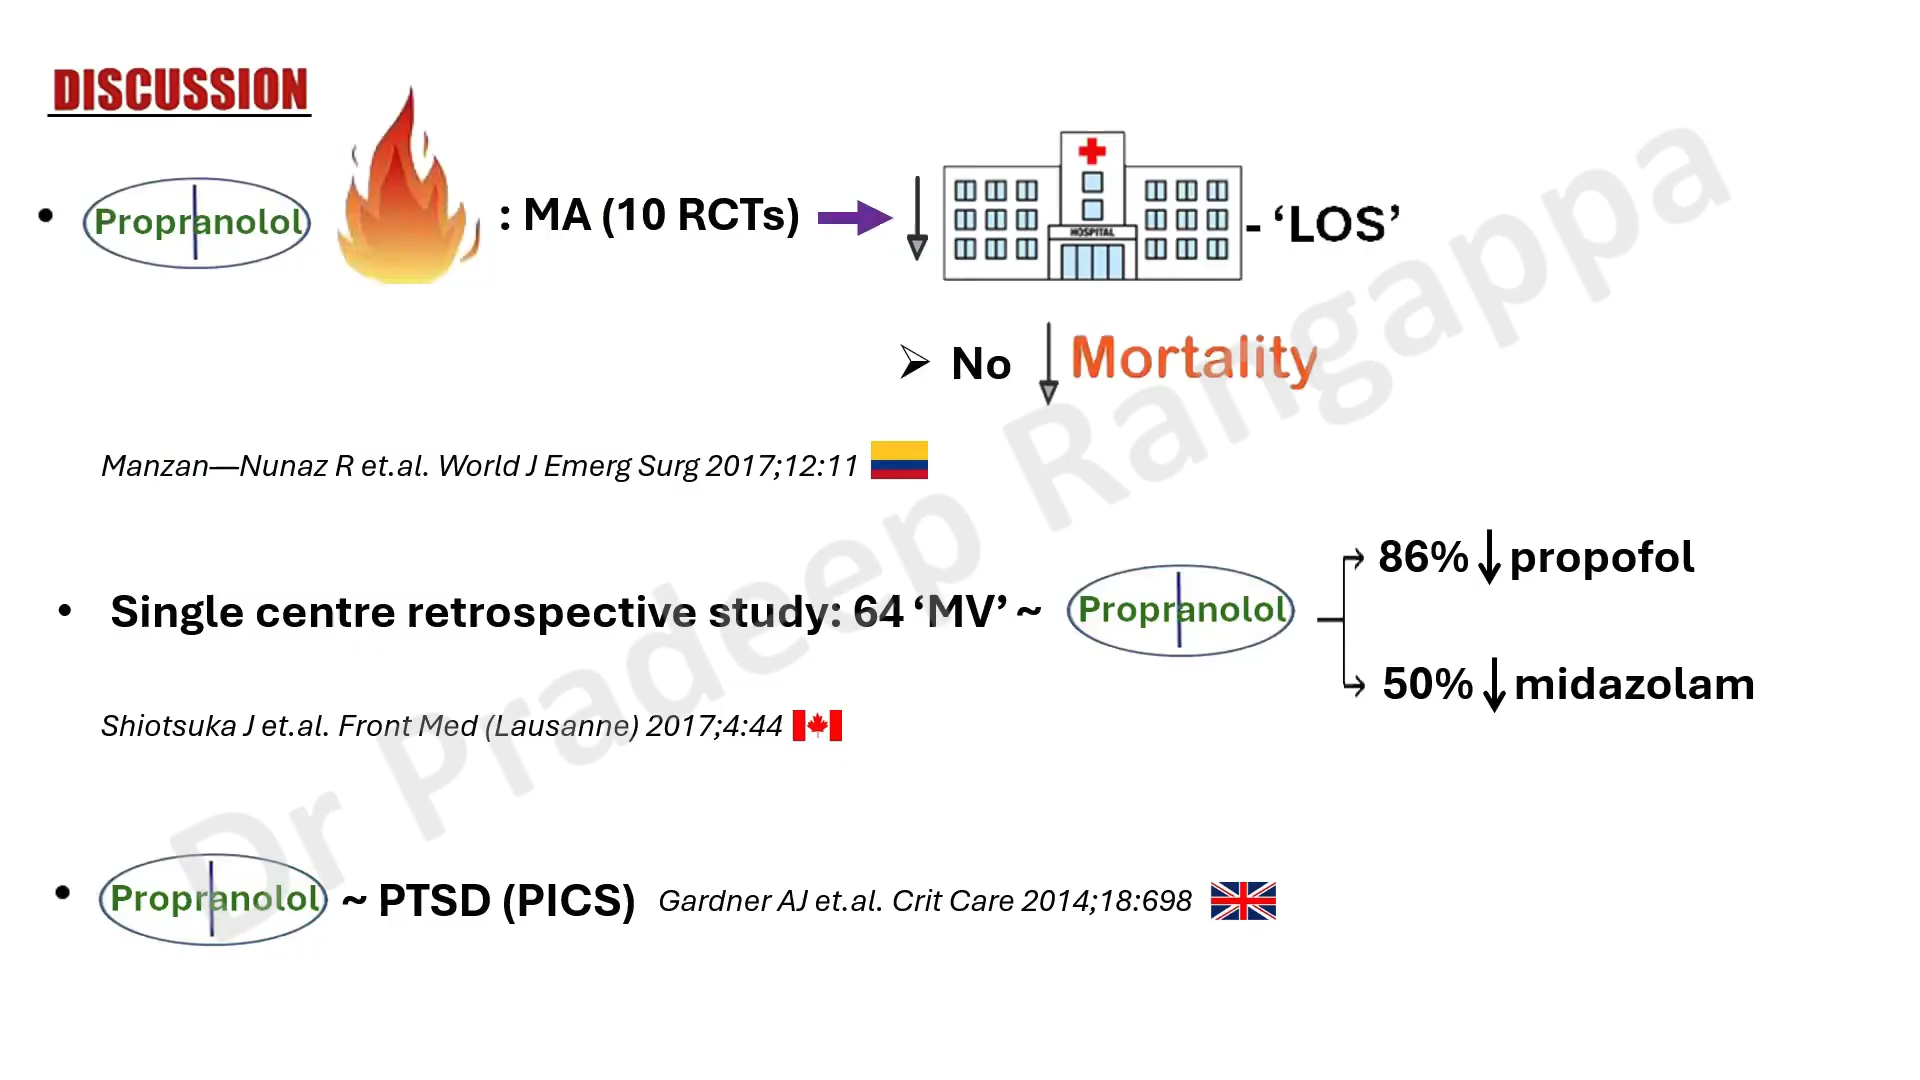 DISCUSSION
• Propranolol : MA (10 RCTs) HOSPITAL - ‘LOS’
➢ No Mortality
Manzan—Nunaz R et.al. World J Emerg Surg 2017;12:11
86% ↓ propofol
• Single centre retrospective study: 64 ‘MV’ ~ Propranolol
50% ↓ midazolam
Shiotsuka J et.al. Front Med (Lausanne) 2017;4:44
• Propranolol ~ PTSD (PICS) Gardner AJ et.al. Crit Care 2014;18:698
Dr Pradeep Rangappa